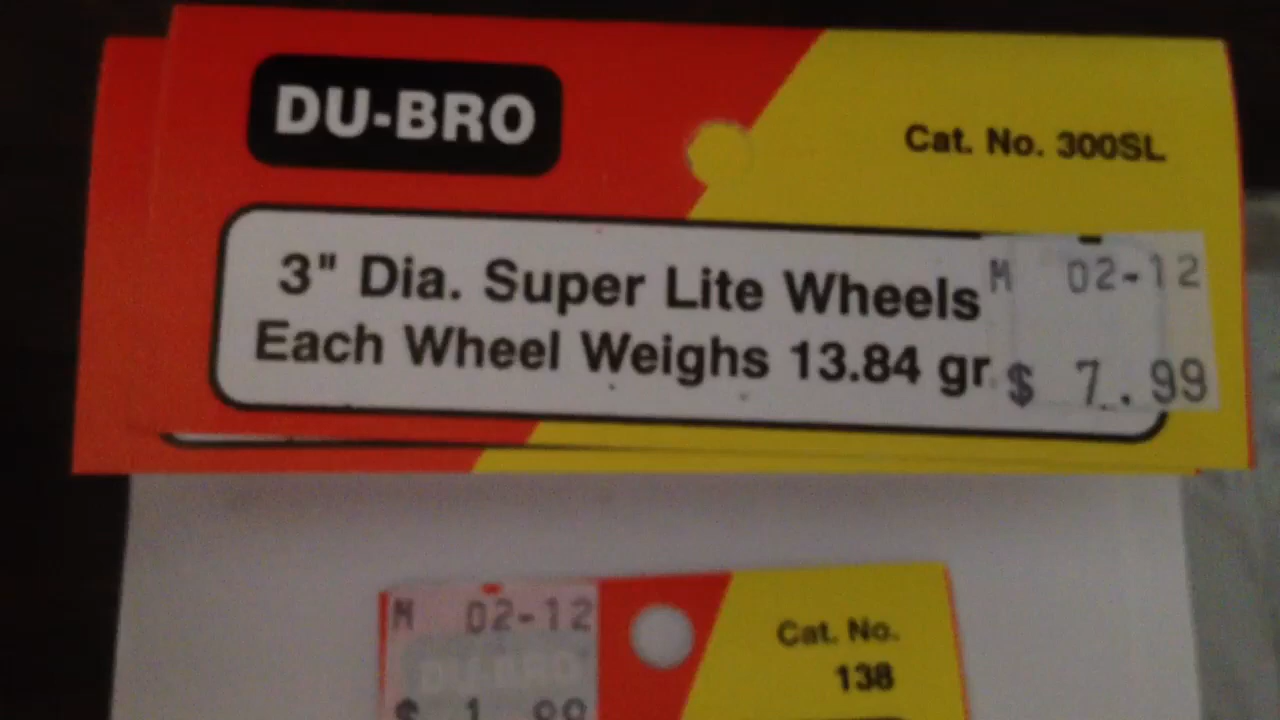 DU-BRO
Cat. No. 300SL
3" Dia. Super Lite Wheels
Each Wheel Weighs 13.84 gr
M 02-12
$ 7.99
M 02-12
DU-BRO
$ 1.99
Cat. No.
138